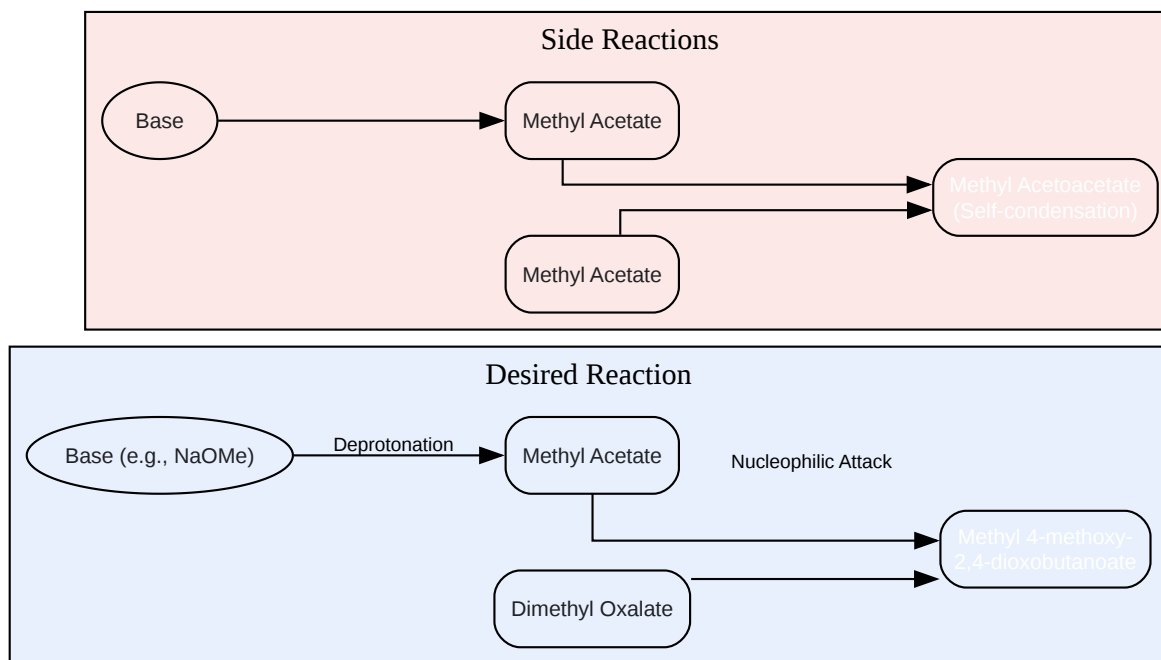 Side Reactions
Base
Methyl Acetate
Methyl Acetoacetate
(Self-condensation)
Methyl Acetate
Desired Reaction
Base (e.g., NaOMe)
Deprotonation
Methyl Acetate
Nucleophilic Attack
Methyl 4-methoxy-
2,4-dioxobutanoate
Dimethyl Oxalate